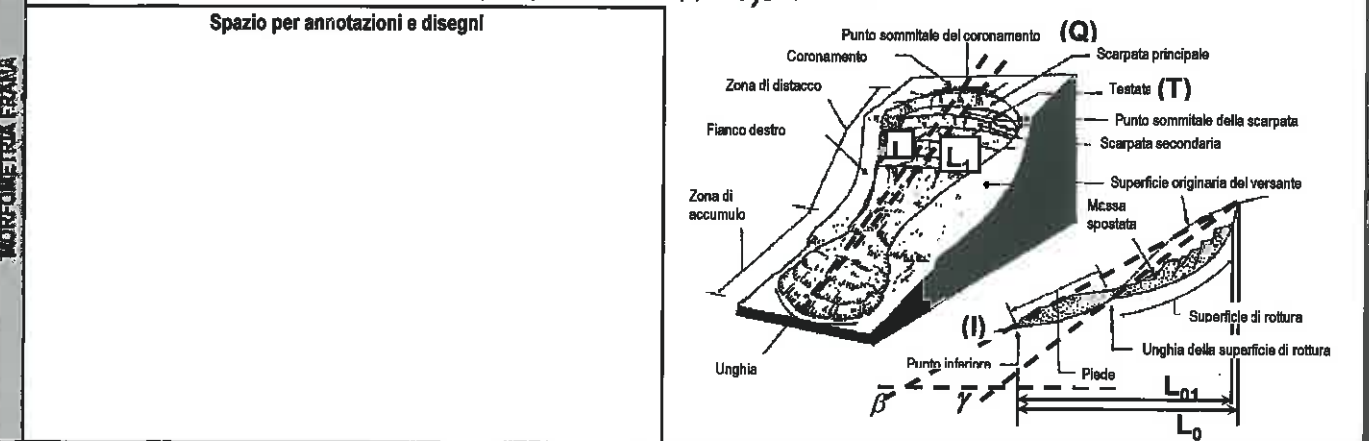 Spazio per annotazioni e disegni
MORFOMETRIA FRANA
Punto sommitale del coronamento (Q)
Coronamento
Scarpata principale
Zona di distacco
Testata (T)
Punto sommitale della scarpata
Fianco destro
Scarpata secondaria
L
L1
Superficie originaria del versante
Zona di accumulo
Massa spostata
(I)
Superficie di rottura
Unghia della superficie di rottura
Punto inferiore
Piede
Unghia
β
γ
L01
L0